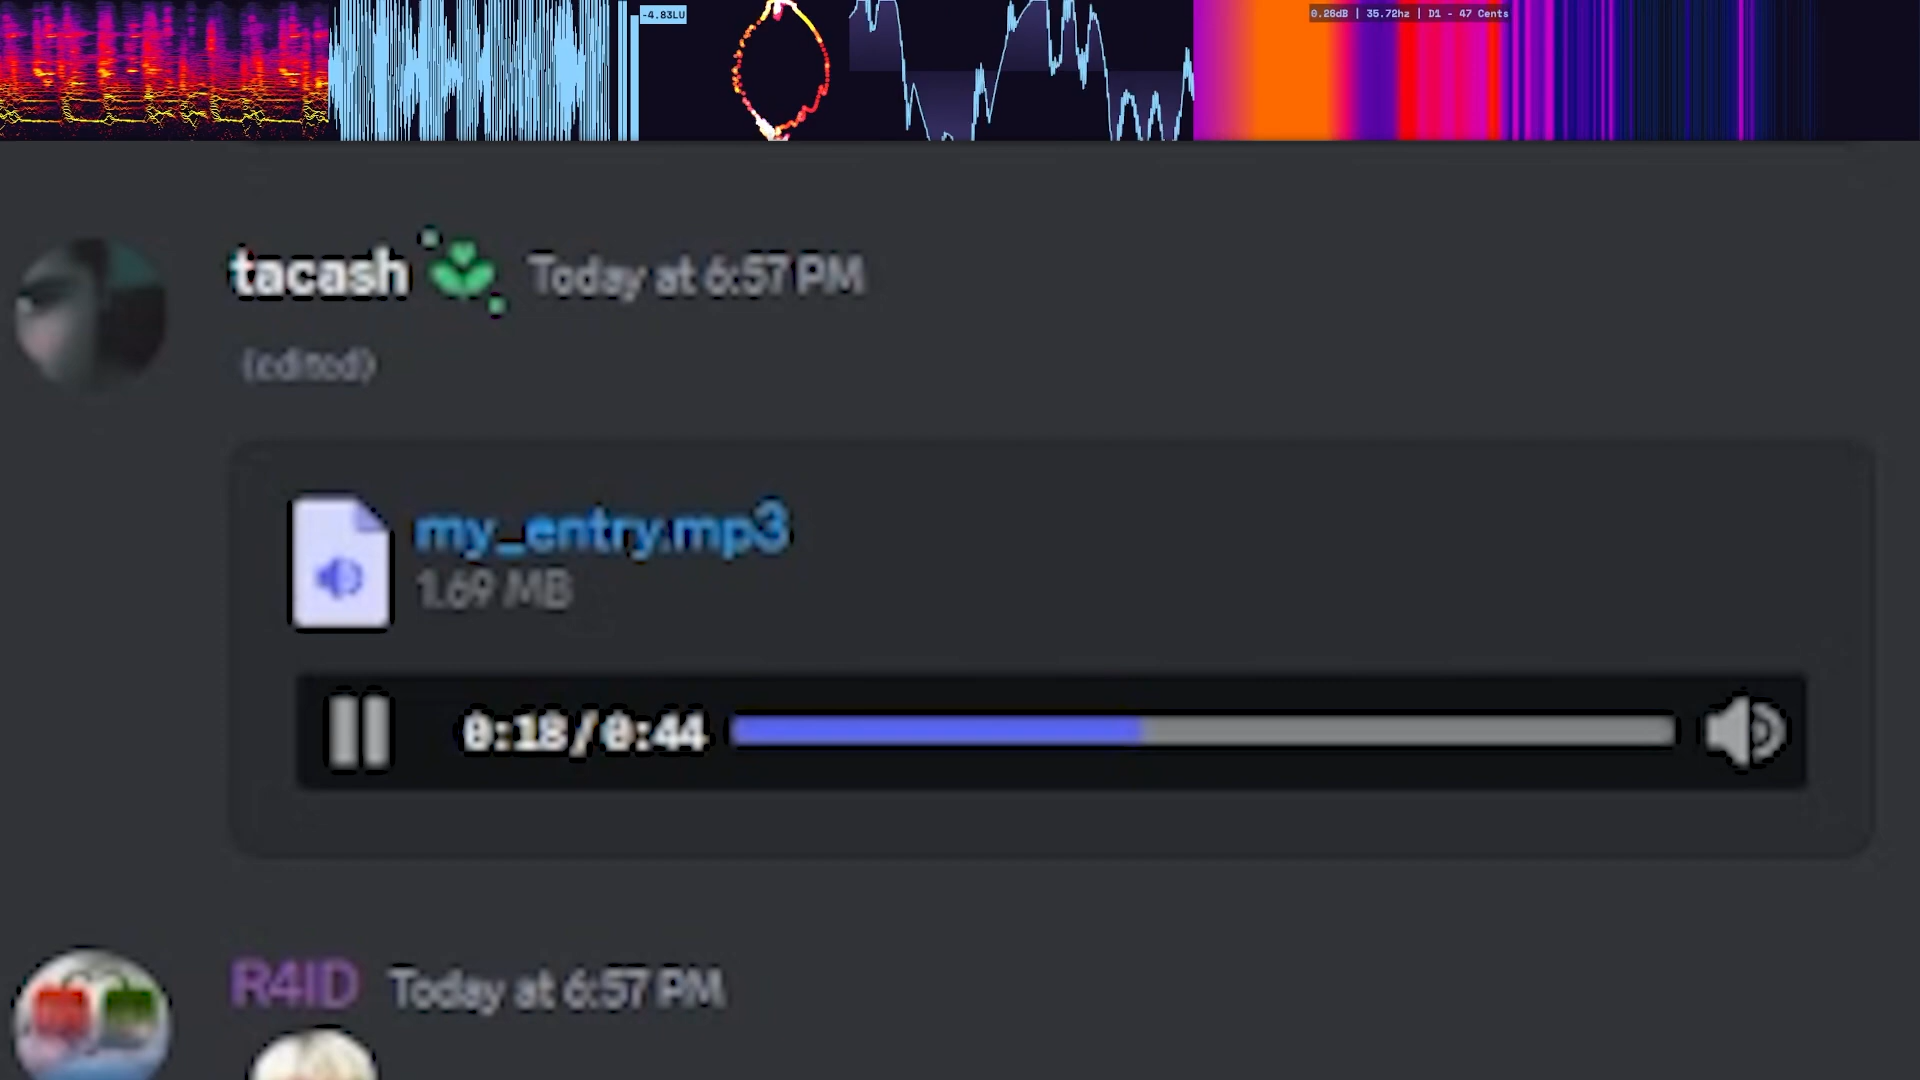 -4.83LU
0.26dB | 35.72hz | D1 - 47 Cents
tacash Today at 6:57 PM
(edited)
my_entry.mp3
1.69 MB
0:18/0:44
R4ID Today at 6:57 PM